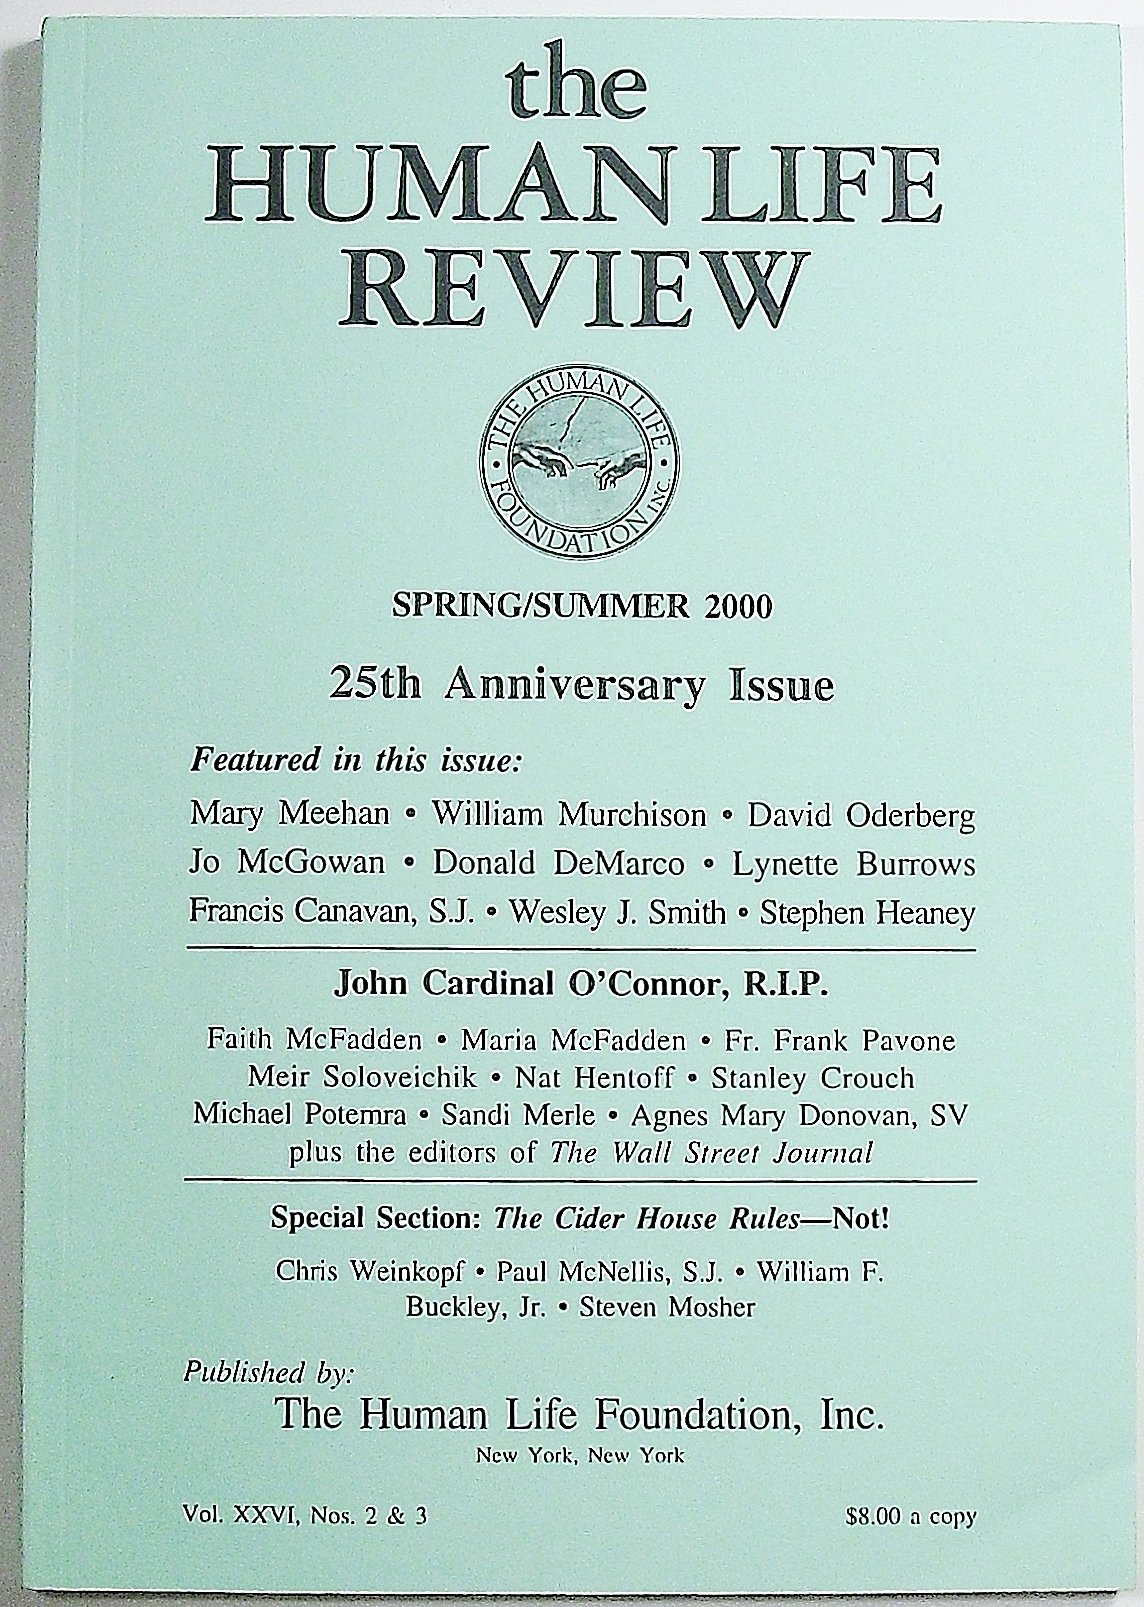 the
HUMAN LIFE
REVIEW
• THE HUMAN LIFE •
FOUNDATION INC.
SPRING/SUMMER 2000
25th Anniversary Issue
Featured in this issue:
Mary Meehan • William Murchison • David Oderberg
Jo McGowan • Donald DeMarco • Lynette Burrows
Francis Canavan, S.J. • Wesley J. Smith • Stephen Heaney
John Cardinal O'Connor, R.I.P.
Faith McFadden • Maria McFadden • Fr. Frank Pavone
Meir Soloveichik • Nat Hentoff • Stanley Crouch
Michael Potemra • Sandi Merle • Agnes Mary Donovan, SV
plus the editors of The Wall Street Journal
Special Section: The Cider House Rules—Not!
Chris Weinkopf • Paul McNellis, S.J. • William F.
Buckley, Jr. • Steven Mosher
Published by:
The Human Life Foundation, Inc.
New York, New York
Vol. XXVI, Nos. 2 & 3
$8.00 a copy